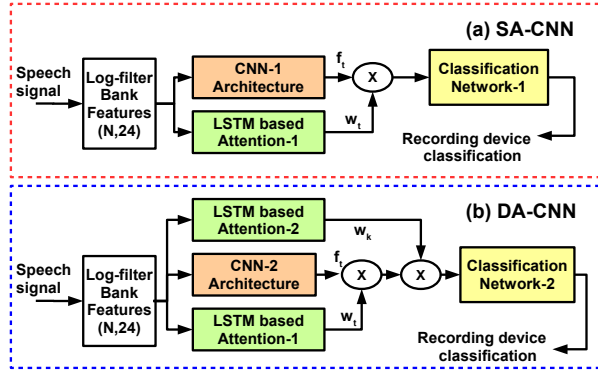 (a) SA-CNN
Speech
signal
Log-filter
Bank
Features
(N,24)
CNN-1
Architecture
f_t
LSTM based
Attention-1
w_t
X
Classification
Network-1
Recording device
classification
(b) DA-CNN
Speech
signal
Log-filter
Bank
Features
(N,24)
LSTM based
Attention-2
w_k
CNN-2
Architecture
f_t
LSTM based
Attention-1
w_t
X
X
Classification
Network-2
Recording device
classification